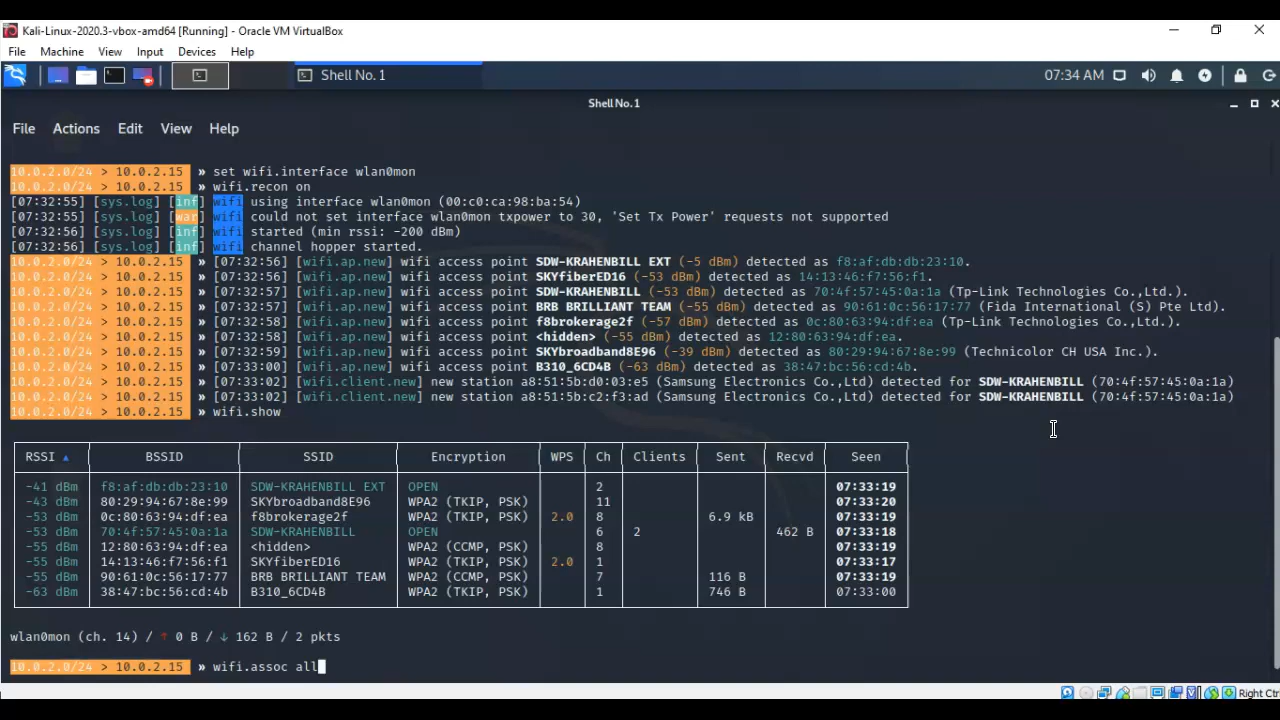 Kali-Linux-2020.3-vbox-amd64 [Running] - Oracle VM VirtualBox
File Machine View Input Devices Help
Shell No. 1 07:34 AM
Shell No. 1
File Actions Edit View Help
10.0.2.0/24 > 10.0.2.15 » set wifi.interface wlan0mon
10.0.2.0/24 > 10.0.2.15 » wifi.recon on
[07:32:55] [sys.log] [inf] wifi using interface wlan0mon (00:c0:ca:98:ba:54)
[07:32:55] [sys.log] [war] wifi could not set interface wlan0mon txpower to 30, 'Set Tx Power' requests not supported
[07:32:56] [sys.log] [inf] wifi started (min rssi: -200 dBm)
[07:32:56] [sys.log] [inf] wifi channel hopper started.
10.0.2.0/24 > 10.0.2.15 » [07:32:56] [wifi.ap.new] wifi access point SDW-KRAHENBILL EXT (-5 dBm) detected as f8:af:db:db:23:10.
10.0.2.0/24 > 10.0.2.15 » [07:32:56] [wifi.ap.new] wifi access point SKYfiberED16 (-53 dBm) detected as 14:13:46:f7:56:f1.
10.0.2.0/24 > 10.0.2.15 » [07:32:57] [wifi.ap.new] wifi access point SDW-KRAHENBILL (-53 dBm) detected as 70:4f:57:45:0a:1a (Tp-Link Technologies Co.,Ltd.).
10.0.2.0/24 > 10.0.2.15 » [07:32:57] [wifi.ap.new] wifi access point BRB BRILLIANT TEAM (-55 dBm) detected as 90:61:0c:56:17:77 (Fida International (S) Pte Ltd).
10.0.2.0/24 > 10.0.2.15 » [07:32:58] [wifi.ap.new] wifi access point f8brokerage2f (-57 dBm) detected as 0c:80:63:94:df:ea (Tp-Link Technologies Co.,Ltd.).
10.0.2.0/24 > 10.0.2.15 » [07:32:58] [wifi.ap.new] wifi access point <hidden> (-55 dBm) detected as 12:80:63:94:df:ea.
10.0.2.0/24 > 10.0.2.15 » [07:32:59] [wifi.ap.new] wifi access point SKYbroadband8E96 (-39 dBm) detected as 80:29:94:67:8e:99 (Technicolor CH USA Inc.).
10.0.2.0/24 > 10.0.2.15 » [07:33:00] [wifi.ap.new] wifi access point B310_6CD4B (-63 dBm) detected as 38:47:bc:56:cd:4b.
10.0.2.0/24 > 10.0.2.15 » [07:33:02] [wifi.client.new] new station a8:51:5b:d0:03:e5 (Samsung Electronics Co.,Ltd) detected for SDW-KRAHENBILL (70:4f:57:45:0a:1a)
10.0.2.0/24 > 10.0.2.15 » [07:33:02] [wifi.client.new] new station a8:51:5b:c2:f3:ad (Samsung Electronics Co.,Ltd) detected for SDW-KRAHENBILL (70:4f:57:45:0a:1a)
10.0.2.0/24 > 10.0.2.15 » wifi.show
RSSI ▲ BSSID SSID Encryption WPS Ch Clients Sent Recvd Seen
-41 dBm f8:af:db:db:23:10 SDW-KRAHENBILL EXT OPEN 2 07:33:19
-43 dBm 80:29:94:67:8e:99 SKYbroadband8E96 WPA2 (TKIP, PSK) 11 07:33:20
-53 dBm 0c:80:63:94:df:ea f8brokerage2f WPA2 (TKIP, PSK) 2.0 8 6.9 kB 07:33:19
-53 dBm 70:4f:57:45:0a:1a SDW-KRAHENBILL OPEN 6 2 462 B 07:33:18
-55 dBm 12:80:63:94:df:ea <hidden> WPA2 (CCMP, PSK) 8 07:33:19
-55 dBm 14:13:46:f7:56:f1 SKYfiberED16 WPA2 (TKIP, PSK) 2.0 1 07:33:17
-55 dBm 90:61:0c:56:17:77 BRB BRILLIANT TEAM WPA2 (CCMP, PSK) 7 116 B 07:33:19
-63 dBm 38:47:bc:56:cd:4b B310_6CD4B WPA2 (TKIP, PSK) 1 746 B 07:33:00
wlan0mon (ch. 14) / ↑ 0 B / ↓ 162 B / 2 pkts
10.0.2.0/24 > 10.0.2.15 » wifi.assoc all
Right Ctr